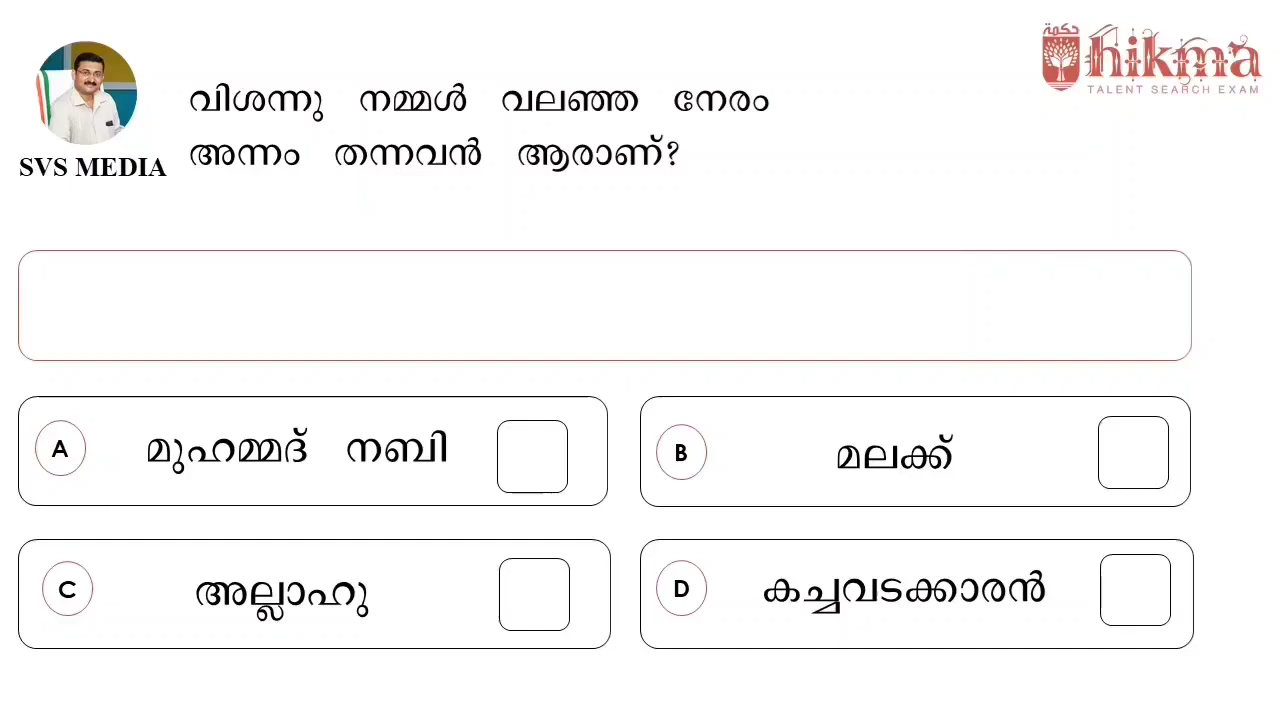 حكمة
hikma
TALENT SEARCH EXAM
വിശന്നു നമ്മൾ വലഞ്ഞ നേരം
അന്നം തന്നവൻ ആരാണ്?
SVS MEDIA
A മുഹമ്മദ് നബി
B മലക്ക്
C അല്ലാഹു
D കച്ചവടക്കാരൻ